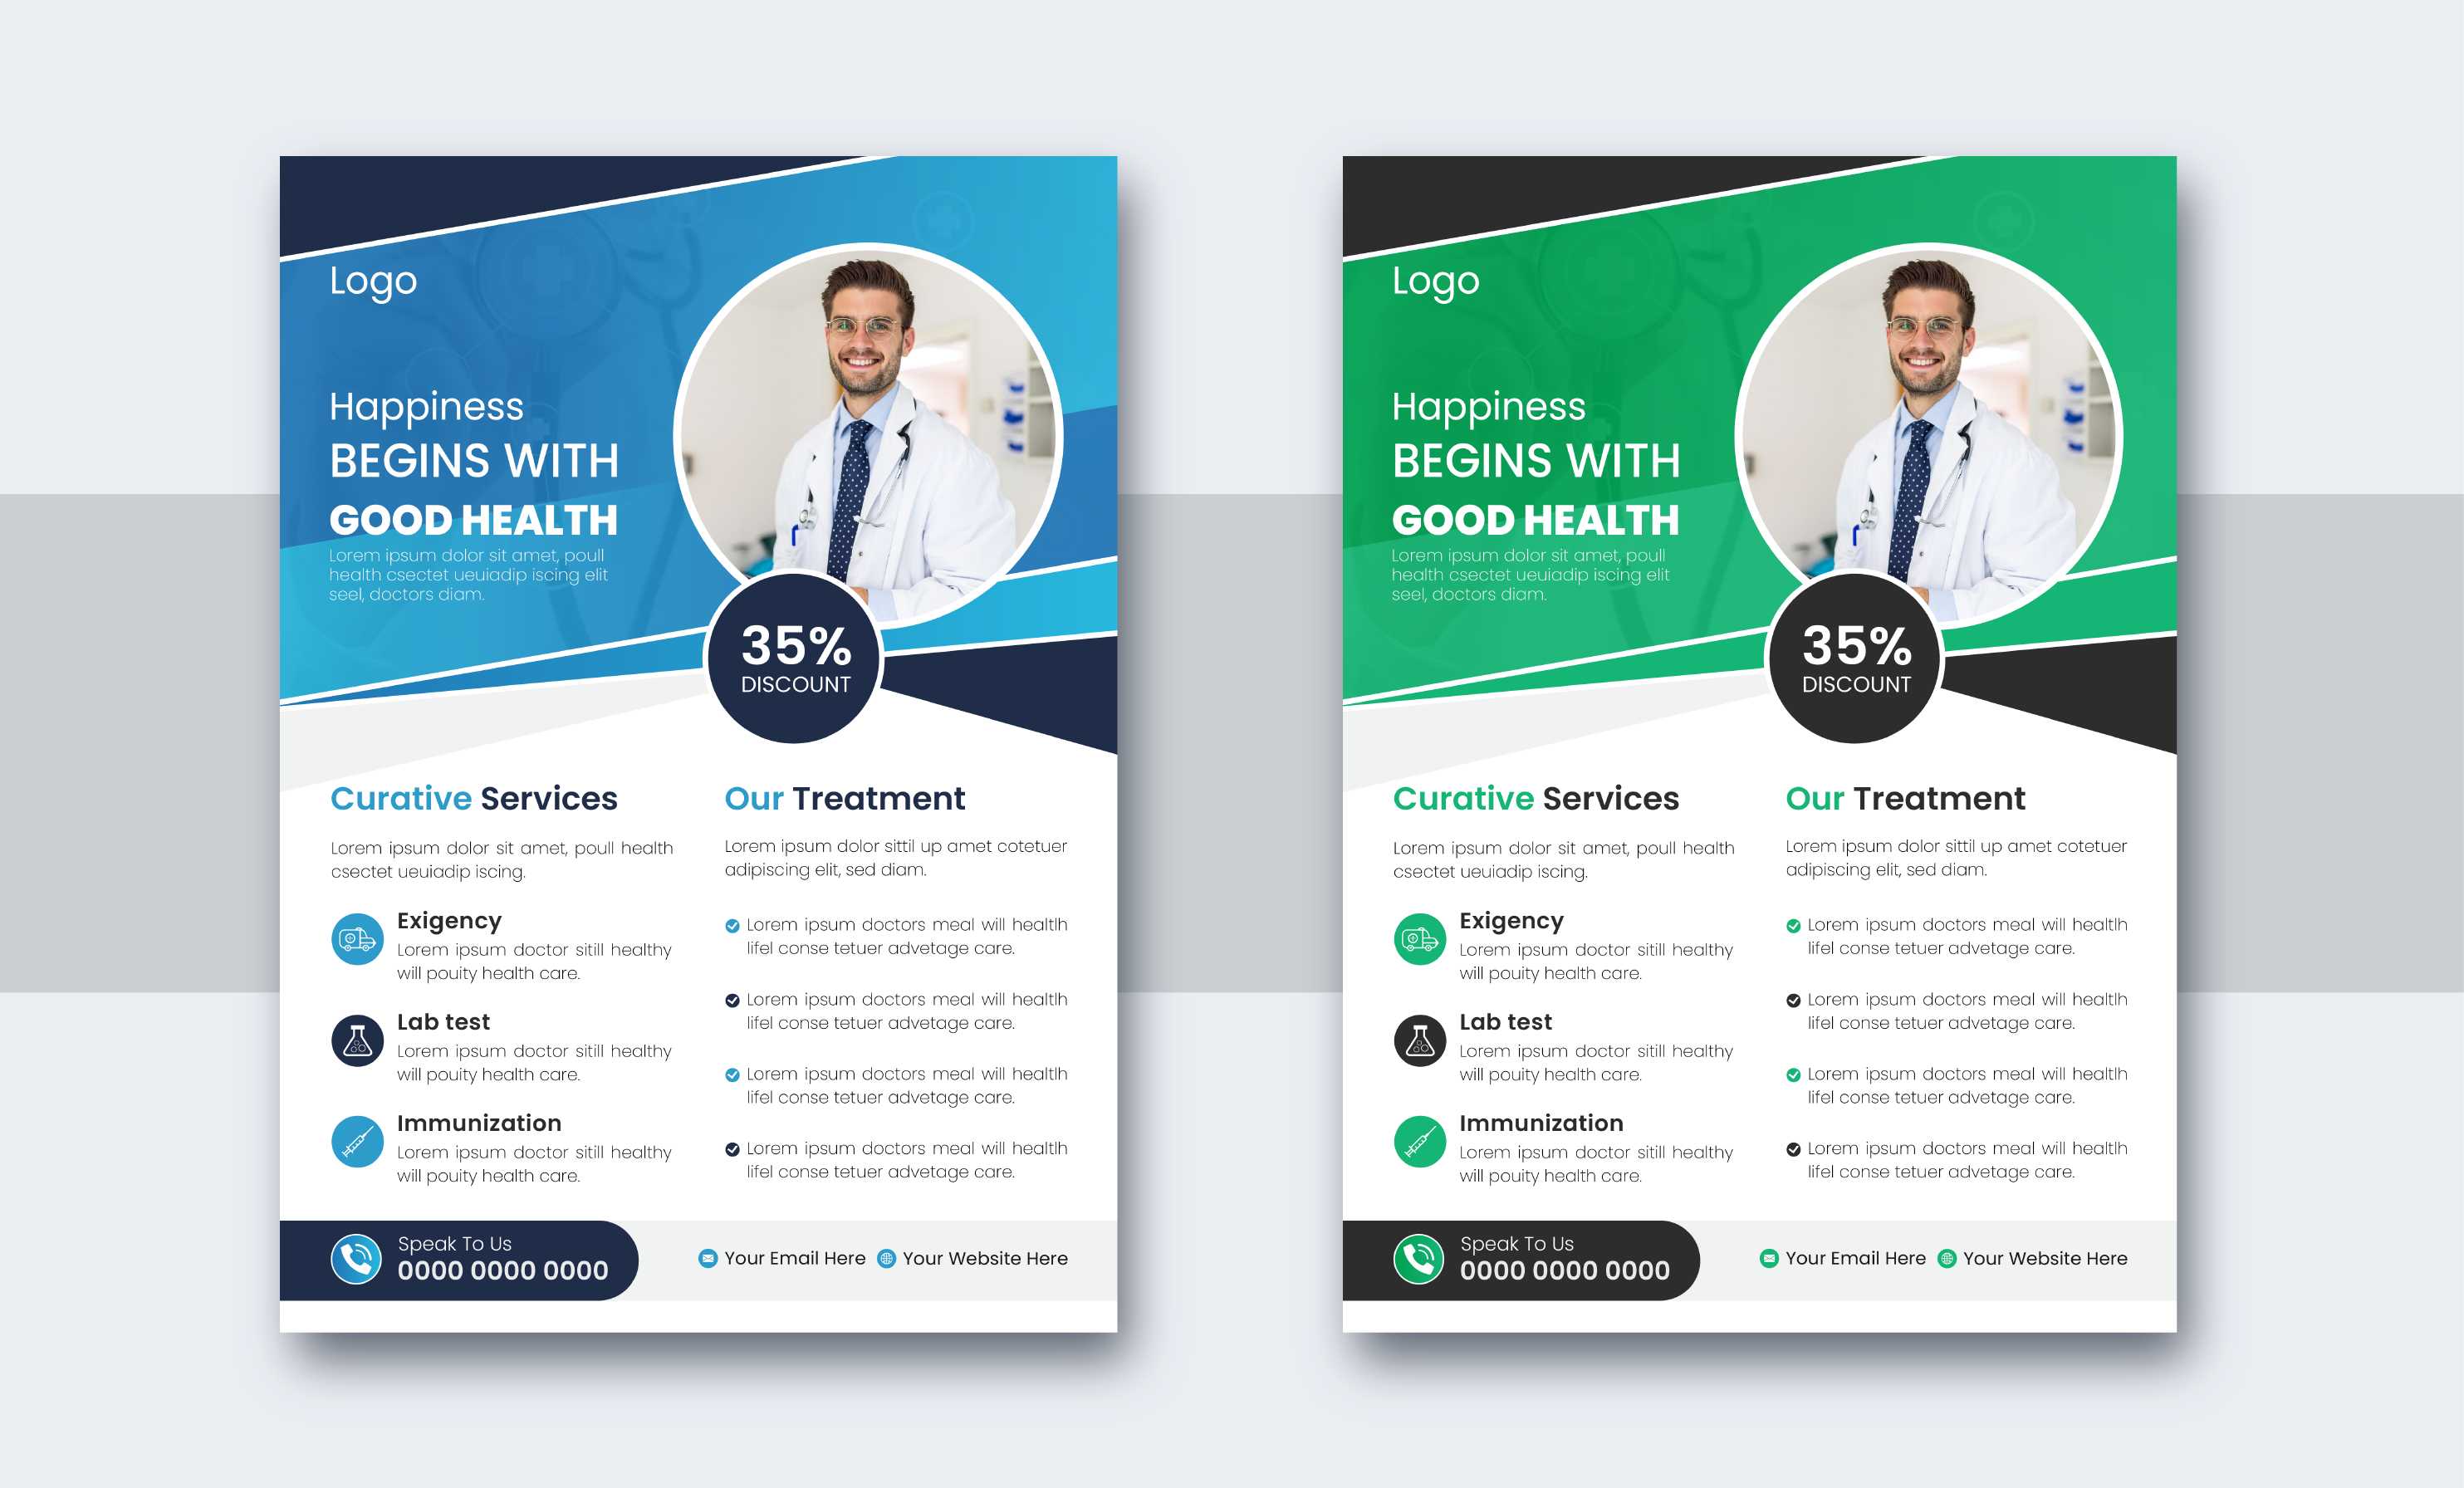 Logo
Happiness
BEGINS WITH
GOOD HEALTH
Lorem ipsum dolor sit amet, poull
health csectet ueuiadip iscing elit
seel, doctors diam.
35%
DISCOUNT
Curative Services
Lorem ipsum dolor sit amet, poull health
csectet ueuiadip iscing.
Exigency
Lorem ipsum doctor sitill healthy
will pouity health care.
Lab test
Lorem ipsum doctor sitill healthy
will pouity health care.
Immunization
Lorem ipsum doctor sitill healthy
will pouity health care.
Our Treatment
Lorem ipsum dolor sittil up amet cotetuer
adipiscing elit, sed diam.
Lorem ipsum doctors meal will healtlh
lifel conse tetuer advetage care.
Lorem ipsum doctors meal will healtlh
lifel conse tetuer advetage care.
Lorem ipsum doctors meal will healtlh
lifel conse tetuer advetage care.
Lorem ipsum doctors meal will healtlh
lifel conse tetuer advetage care.
Speak To Us
0000 0000 0000
Your Email Here
Your Website Here
Logo
Happiness
BEGINS WITH
GOOD HEALTH
Lorem ipsum dolor sit amet, poull
health csectet ueuiadip iscing elit
seel, doctors diam.
35%
DISCOUNT
Curative Services
Lorem ipsum dolor sit amet, poull health
csectet ueuiadip iscing.
Exigency
Lorem ipsum doctor sitill healthy
will pouity health care.
Lab test
Lorem ipsum doctor sitill healthy
will pouity health care.
Immunization
Lorem ipsum doctor sitill healthy
will pouity health care.
Our Treatment
Lorem ipsum dolor sittil up amet cotetuer
adipiscing elit, sed diam.
Lorem ipsum doctors meal will healtlh
lifel conse tetuer advetage care.
Lorem ipsum doctors meal will healtlh
lifel conse tetuer advetage care.
Lorem ipsum doctors meal will healtlh
lifel conse tetuer advetage care.
Lorem ipsum doctors meal will healtlh
lifel conse tetuer advetage care.
Speak To Us
0000 0000 0000
Your Email Here
Your Website Here